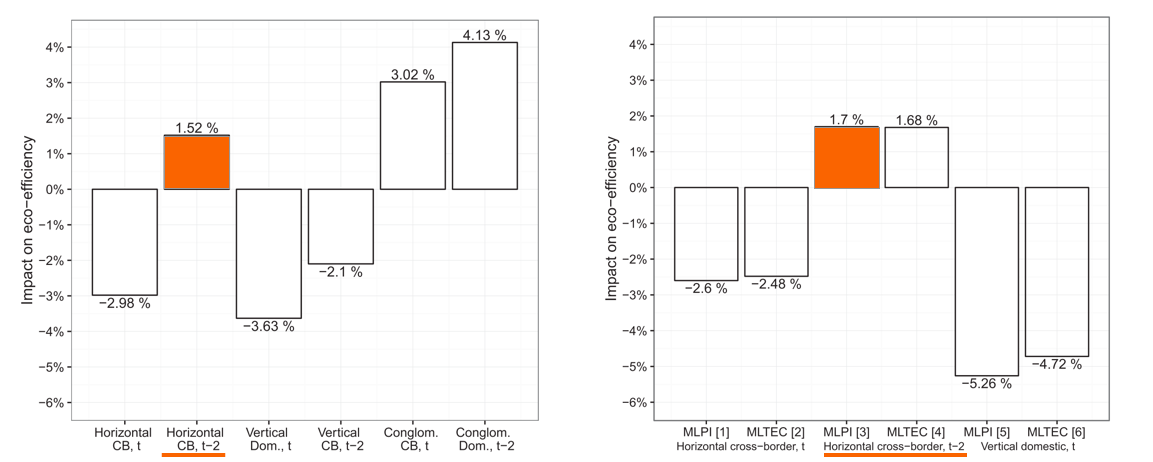 4%
3%
2%
1%
0%
−1%
−2%
−3%
−4%
−5%
−6%
Impact on eco−efficiency
−2.98 %
1.52 %
−3.63 %
−2.1 %
3.02 %
4.13 %
Horizontal
CB, t
Horizontal
CB, t−2
Vertical
Dom., t
Vertical
CB, t−2
Conglom.
CB, t
Conglom.
Dom., t−2
4%
3%
2%
1%
0%
−1%
−2%
−3%
−4%
−5%
−6%
Impact on eco−efficiency
−2.6 %
−2.48 %
1.7 %
1.68 %
−5.26 %
−4.72 %
MLPI [1] MLTEC [2] MLPI [3] MLTEC [4] MLPI [5] MLTEC [6]
Horizontal cross−border, t Horizontal cross−border, t−2 Vertical domestic, t